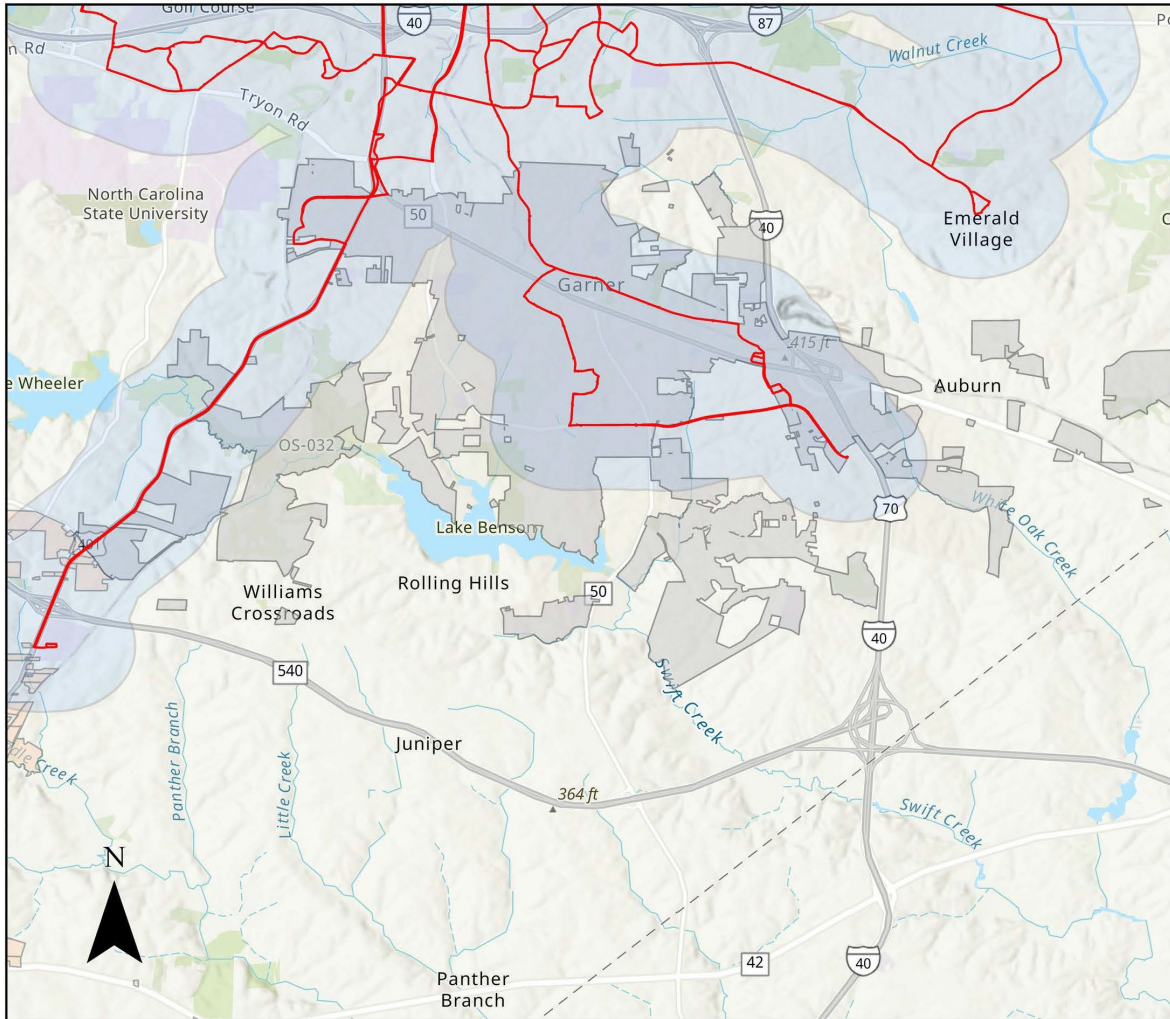 Golf Course
40
87
n Rd
Walnut Creek
Tryon Rd
North Carolina
State University
50
40
Emerald
Village
Garner
415 ft
e Wheeler
Auburn
OS-032
White Oak Creek
70
Lake Benson
401
Rolling Hills
Williams
Crossroads
50
40
540
Swift Creek
Juniper
dle Creek
Panther Branch
Little Creek
364 ft
Swift Creek
N
42
40
Panther
Branch